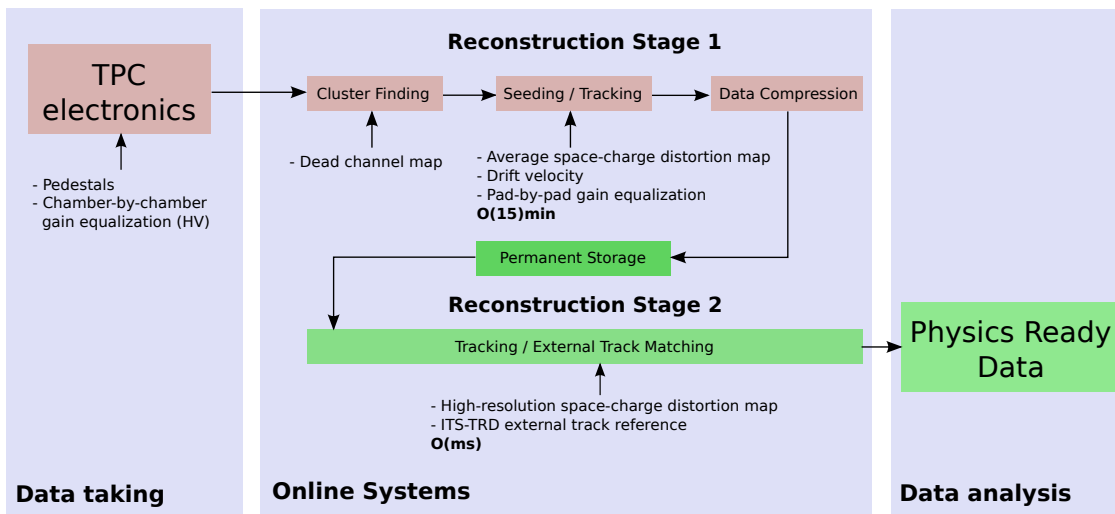 Reconstruction Stage 1
TPC
electronics
Cluster Finding
Seeding / Tracking
Data Compression
- Pedestals
- Chamber-by-chamber
gain equalization (HV)
- Dead channel map
- Average space-charge distortion map
- Drift velocity
- Pad-by-pad gain equalization
O(15)min
Permanent Storage
Reconstruction Stage 2
Tracking / External Track Matching
Physics Ready
Data
- High-resolution space-charge distortion map
- ITS-TRD external track reference
O(ms)
Data taking
Online Systems
Data analysis